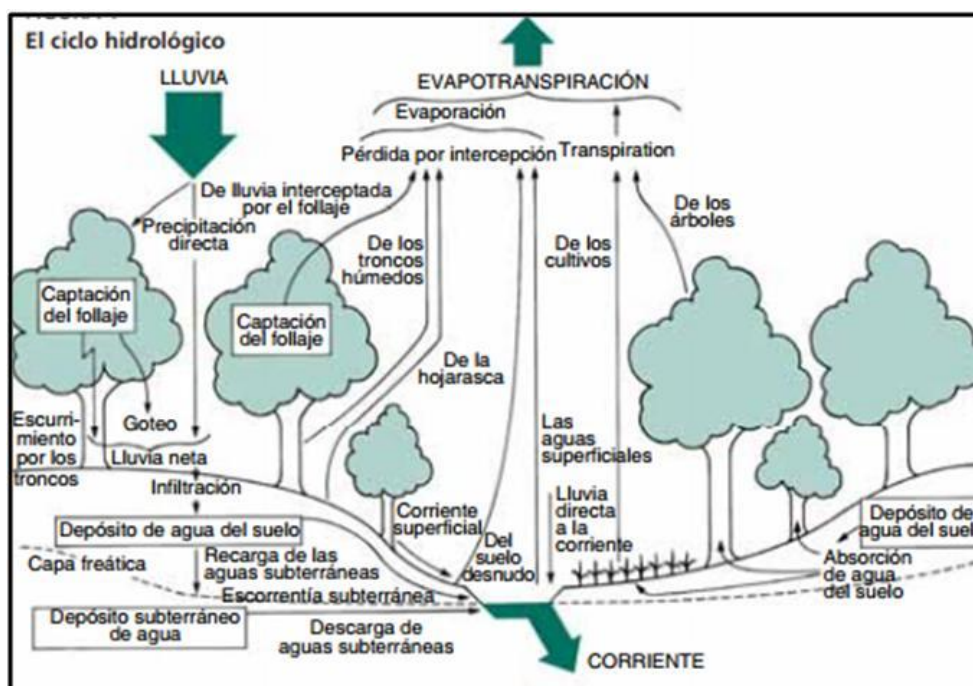 El ciclo hidrológico
LLUVIA
EVAPOTRANSPIRACIÓN
Evaporación
Pérdida por intercepción
Transpiration
De lluvia interceptada
por el follaje
Precipitación
directa
De los
árboles
De los
troncos
húmedos
De los
cultivos
Captación
del follaje
Captación
del follaje
De la
hojarasca
Escurri-
miento
por los
troncos
Goteo
Lluvia neta
Infiltración
Las
aguas
superficiales
Corriente
superficial
Lluvia
directa
a la
corriente
Del
suelo
desnudo
Depósito de agua del suelo
Depósito de
agua del suelo
Capa freática
Recarga de las
aguas subterráneas
Absorción
de agua
del suelo
Escorrentía subterránea
Depósito subterráneo
de agua
Descarga de
aguas subterráneas
CORRIENTE